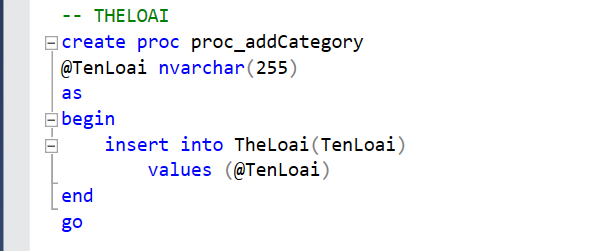 -- THELOAI
create proc proc_addCategory
@TenLoai nvarchar(255)
as
begin
insert into TheLoai(TenLoai)
values (@TenLoai)
end
go